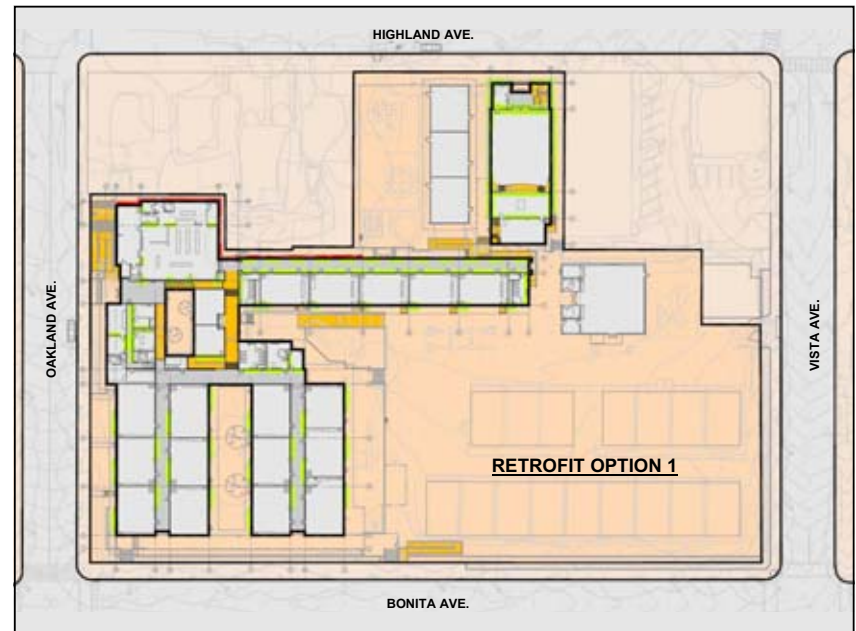 HIGHLAND AVE.
OAKLAND AVE.
VISTA AVE.
RETROFIT OPTION 1
BONITA AVE.